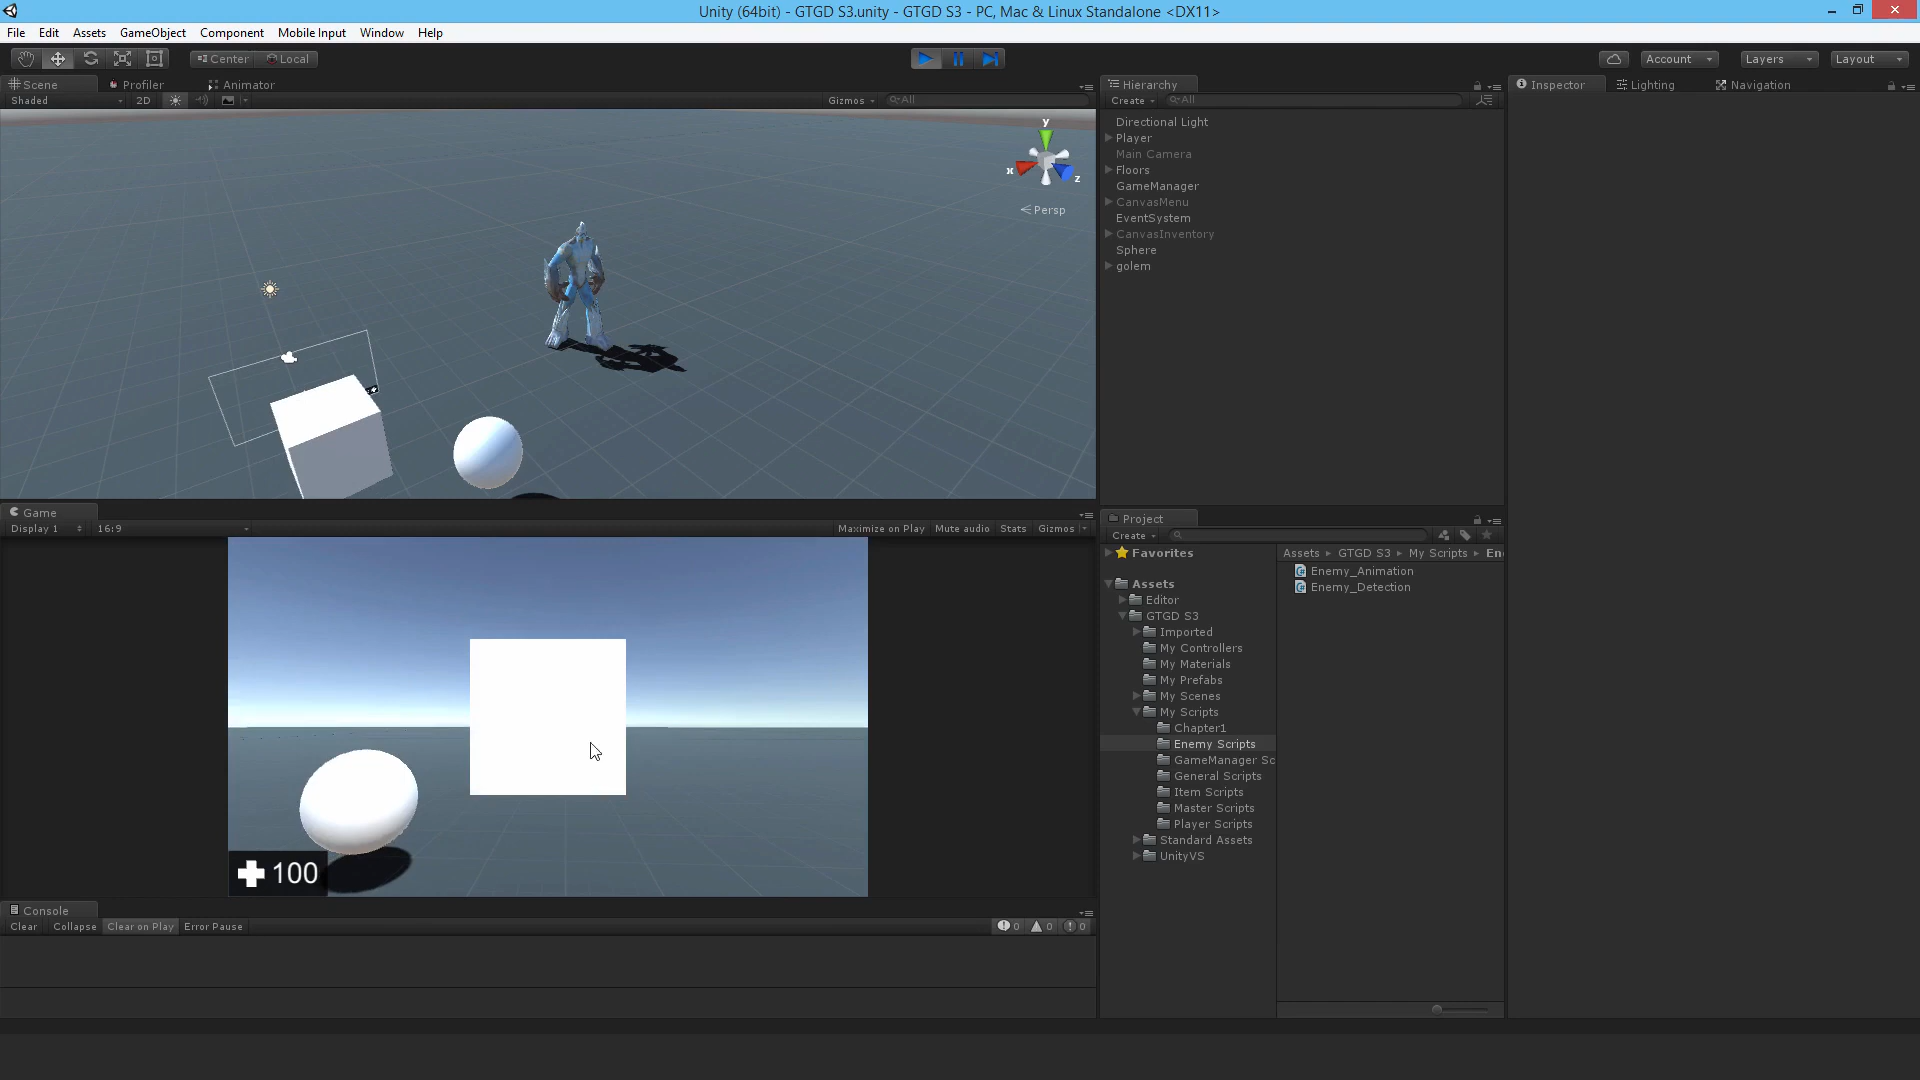 Unity (64bit) - GTGD S3.unity - GTGD S3 - PC, Mac & Linux Standalone <DX11>
File Edit Assets GameObject Component Mobile Input Window Help
Center Local Account Layers Layout
Scene Profiler Animator
Shaded 2D Gizmos All
y
x
z
Persp
Hierarchy
Create All
Directional Light
Player
Main Camera
Floors
GameManager
CanvasMenu
EventSystem
CanvasInventory
Sphere
golem
Inspector Lighting Navigation
Game
Display 1 16:9 Maximize on Play Mute audio Stats Gizmos
100
Project
Create
Favorites
Assets
Editor
GTGD S3
Imported
My Controllers
My Materials
My Prefabs
My Scenes
My Scripts
Chapter1
Enemy Scripts
GameManager Sc
General Scripts
Item Scripts
Master Scripts
Player Scripts
Standard Assets
UnityVS
Assets GTGD S3 My Scripts En
Enemy_Animation
Enemy_Detection
Console
Clear Collapse Clear on Play Error Pause 0 0 0